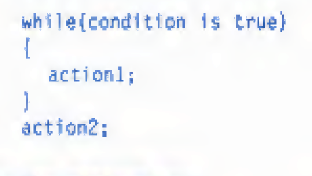 while(condition is true)
{
action1;
}
action2;